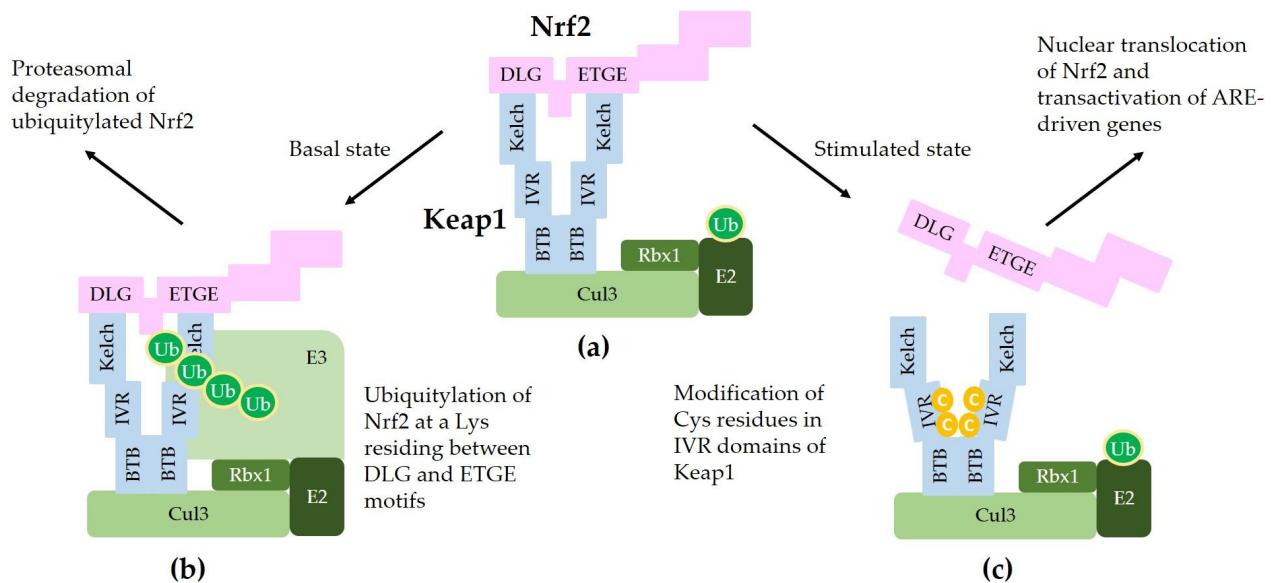 Nrf2
DLG
ETGE
Kelch
Kelch
IVR
IVR
Keap1
BTB
BTB
Rbx1
Ub
E2
Cul3
(a)
Basal state
Stimulated state
Proteasomal
degradation of
ubiquitylated Nrf2
DLG
ETGE
Kelch
Kelch
Ub
Ub
Ub
Ub
E3
IVR
IVR
BTB
BTB
Rbx1
E2
Cul3
(b)
Ubiquitylation of
Nrf2 at a Lys
residing between
DLG and ETGE
motifs
Nuclear translocation
of Nrf2 and
transactivation of ARE-
driven genes
DLG
ETGE
Kelch
Kelch
IVR
IVR
C
C
C
C
BTB
BTB
Rbx1
Ub
E2
Cul3
(c)
Modification of
Cys residues in
IVR domains of
Keap1